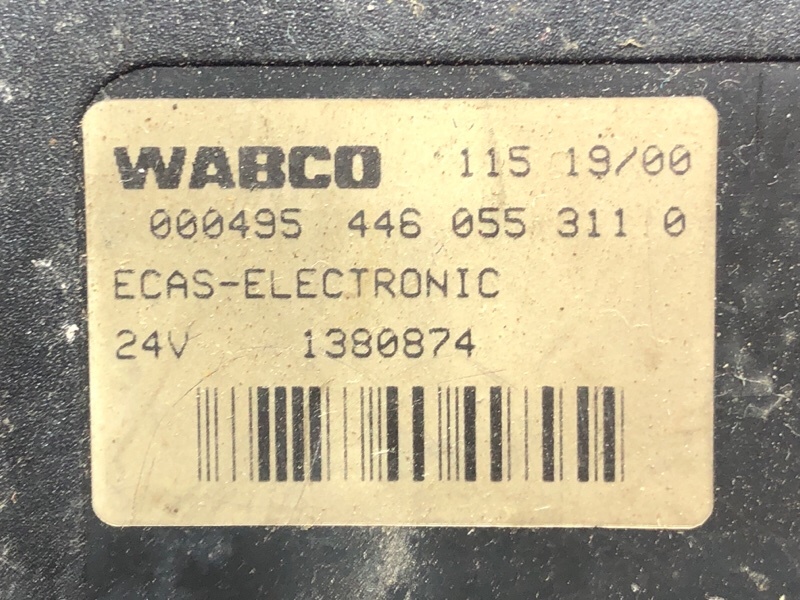 WABCO 115 19/00
000495 446 055 311 0
ECAS-ELECTRONIC
24V 1380874